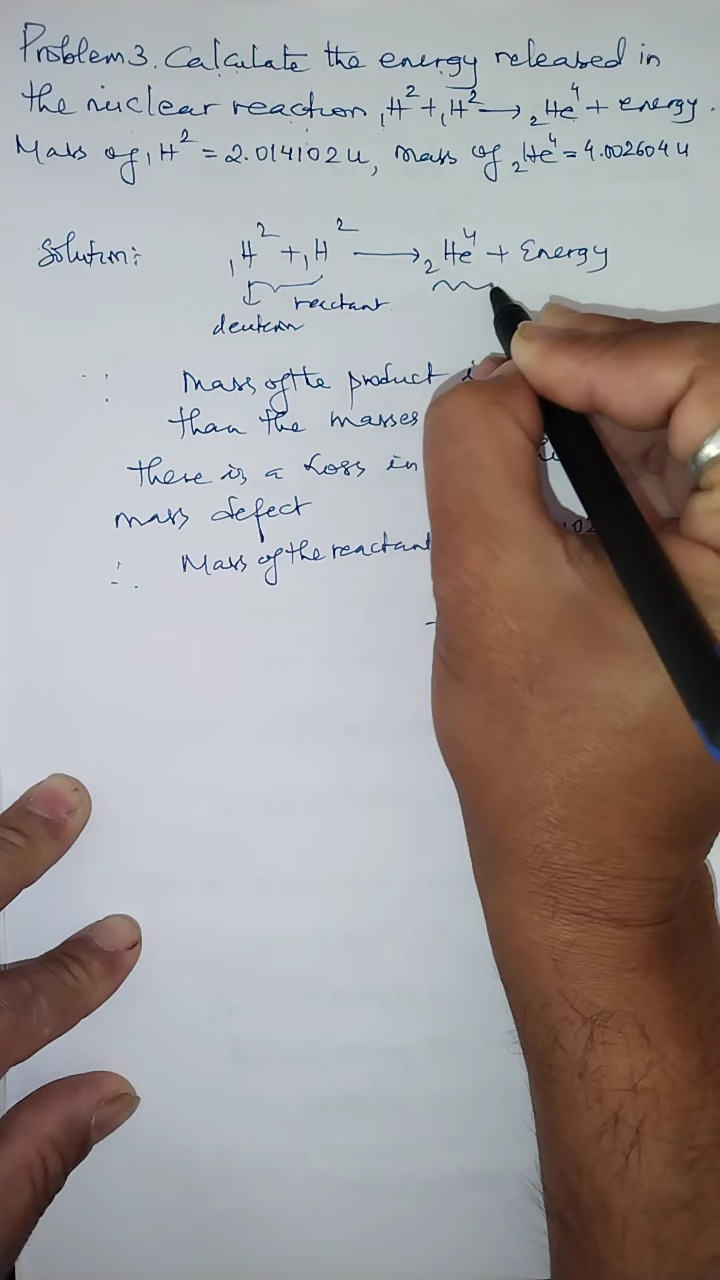 Problem 3. Calculate the energy released in
the nuclear reaction ₁H² + ₁H² → ₂He⁴ + energy.
Mass of ₁H² = 2.014102 u, mass of ₂He⁴ = 4.002604 u
Solution: ₁H² + ₁H² → ₂He⁴ + Energy
reactant
deuteron
∵ Mass of the product
than the masses
there is a loss in
mass defect
∴ Mass of the reactant